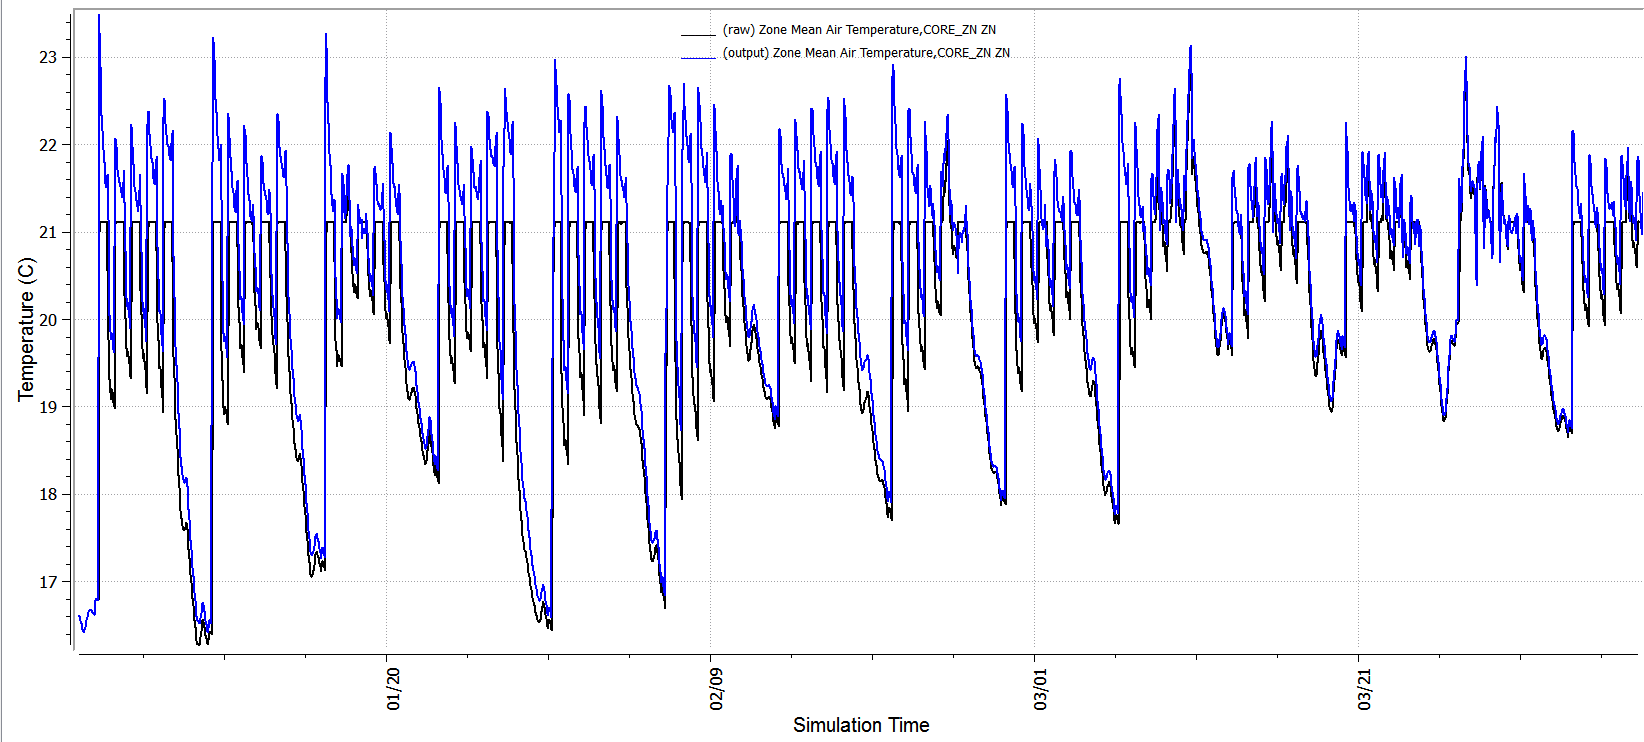 (raw) Zone Mean Air Temperature,CORE_ZN ZN
(output) Zone Mean Air Temperature,CORE_ZN ZN
Temperature (C)
23
22
21
20
19
18
17
01/20
02/09
03/01
03/21
Simulation Time